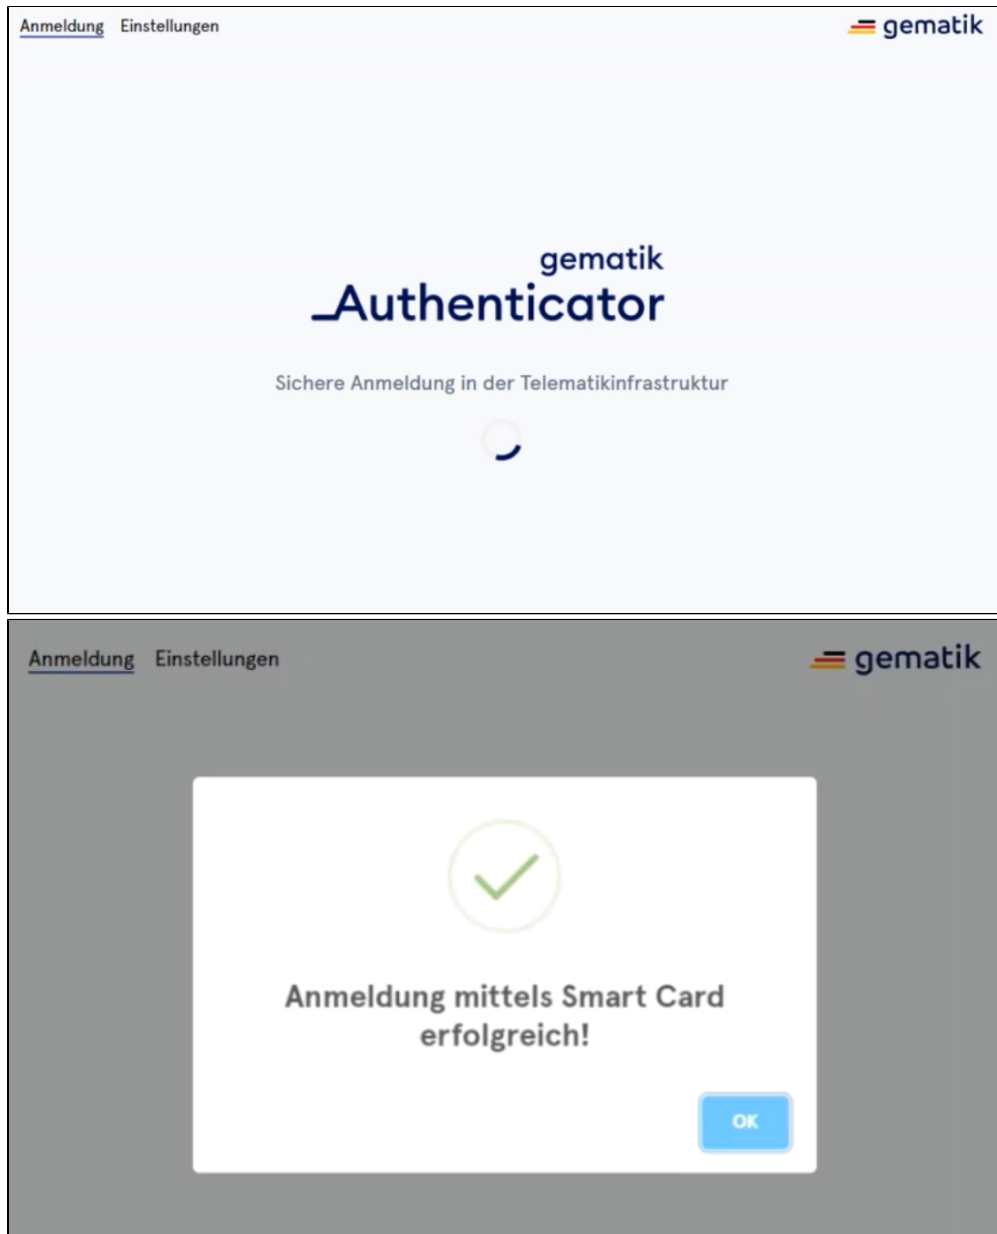 Anmeldung Einstellungen gematik
gematik
Authenticator
Sichere Anmeldung in der Telematikinfrastruktur
Anmeldung Einstellungen gematik
Anmeldung mittels Smart Card
erfolgreich!
OK